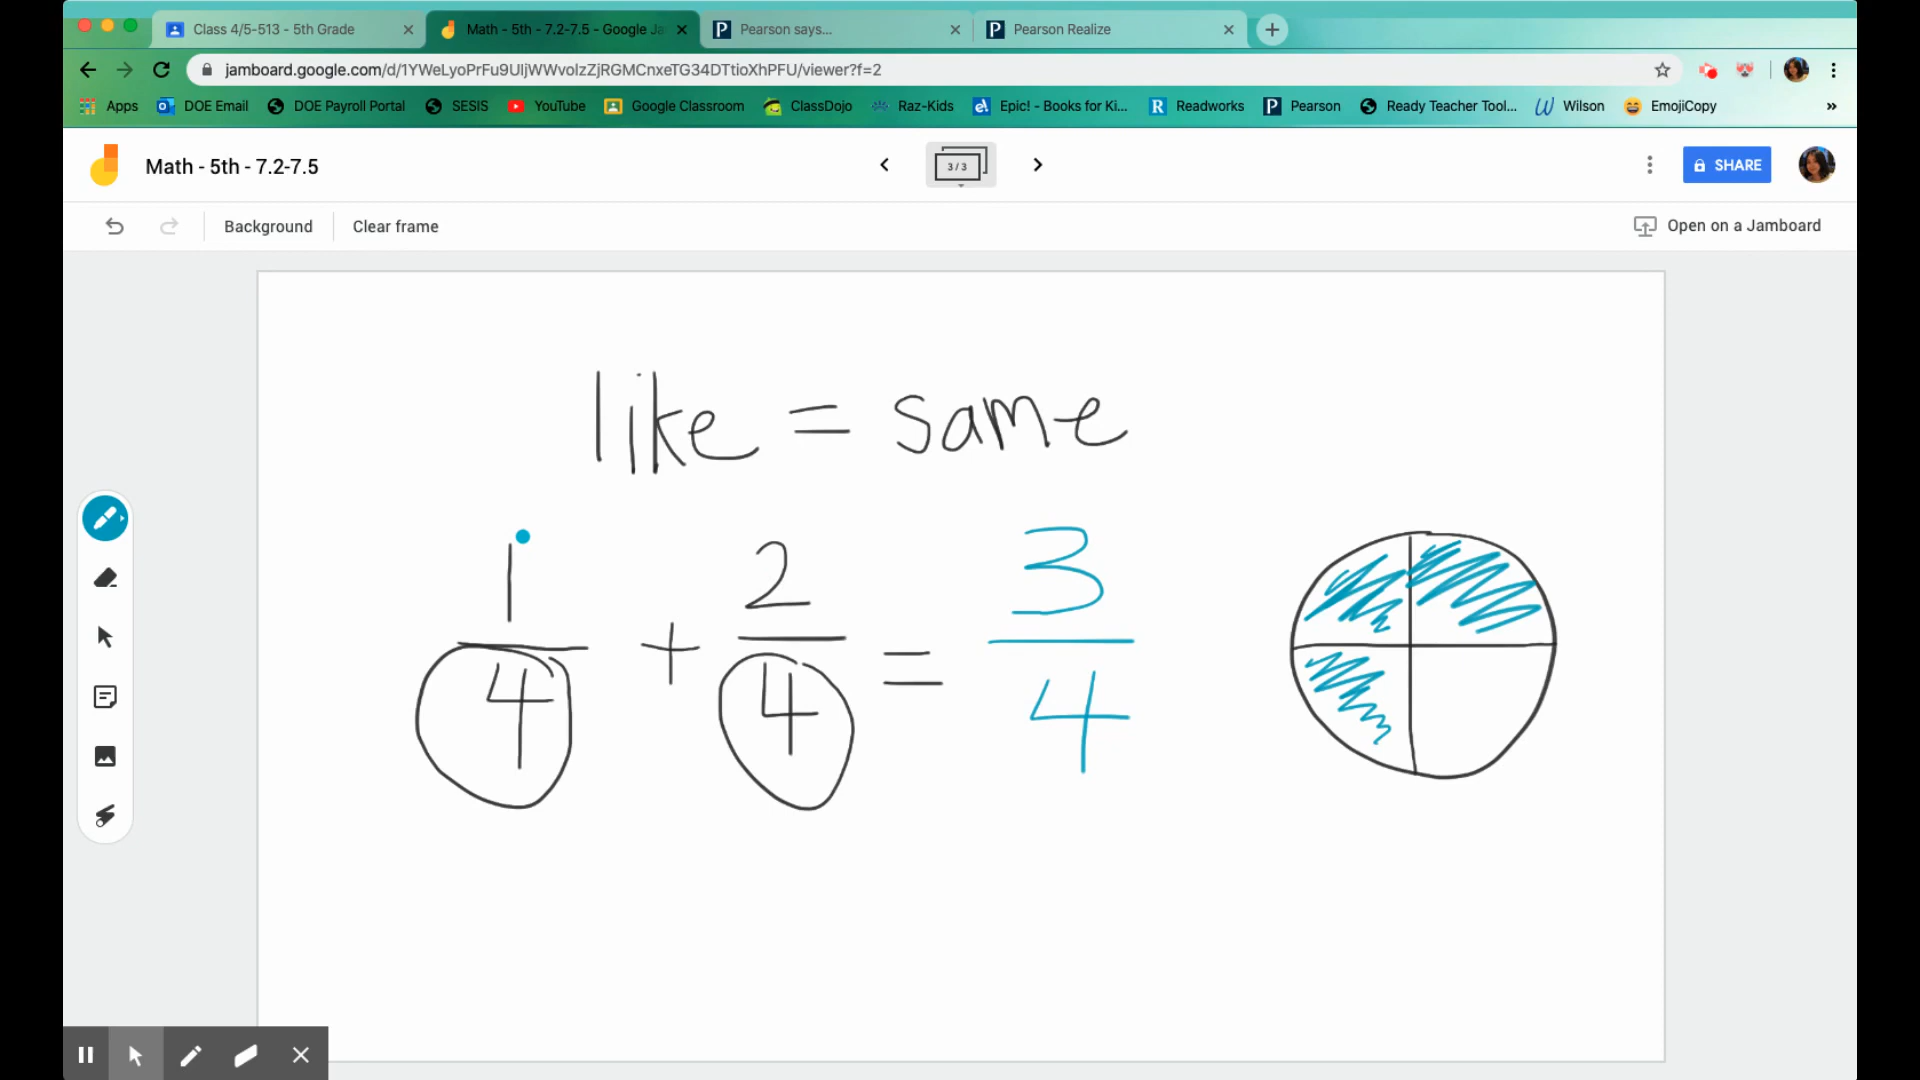 Class 4/5-513 - 5th Grade
Math - 5th - 7.2-7.5 - Google Ja
Pearson says...
Pearson Realize
jamboard.google.com/d/1YWeLyoPrFu9UljWWvolzZjRGMCnxeTG34DTtioXhPFU/viewer?f=2
Apps DOE Email DOE Payroll Portal SESIS YouTube Google Classroom ClassDojo Raz-Kids Epic! - Books for Ki... Readworks Pearson Ready Teacher Tool... Wilson EmojiCopy »
Math - 5th - 7.2-7.5
3 / 3
SHARE
Background Clear frame
Open on a Jamboard
like = same
1/4 + 2/4 = 3/4